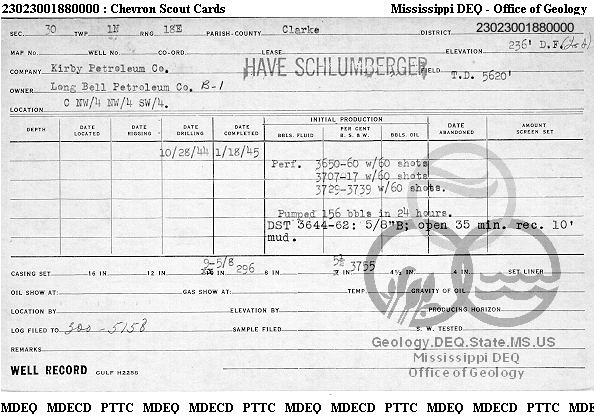 23023001880000 : Chevron Scout Cards Mississippi DEQ - Office of Geology
SEC. 30 TWP. 1N RNG. 18E PARISH-COUNTY Clarke DISTRICT 23023001880000
MAP NO. WELL NO. CO-ORD. LEASE ELEVATION 236' D.F.
COMPANY Kirby Petroleum Co. HAVE SCHLUMBERGER FIELD T.D. 5620'
OWNER Long Bell Petroleum Co. B-1
LOCATION C NW/4 NW/4 SW/4.
INITIAL PRODUCTION
DEPTH DATE LOCATED DATE RIGGING DATE DRILLING DATE COMPLETED BBLS. FLUID PER CENT B. S. & W. BBLS. OIL DATE ABANDONED AMOUNT SCREEN SET
10/28/44 1/18/45
Perf. 3650-60 w/60 shots
3707-17 w/60 shots
3729-3739 w/60 shots.
Pumped 156 bbls in 24 hours.
DST 3644-62: 5/8"B; open 35 min. rec. 10'
mud.
CASING SET 16 IN. 12 IN. 9-5/8 296 8 IN. 5½ IN 3755 4½ IN. 4 IN. SET LINER
OIL SHOW AT: GAS SHOW AT: TEMP. GRAVITY OF OIL
LOCATION BY ELEVATION BY PRODUCING HORIZON
LOG FILED TO 300-5158 SAMPLE FILED S. W. TESTED
REMARKS
Geology.DEQ.State.MS.US
Mississippi DEQ
Office of Geology
WELL RECORD GULF H2258
MDEQ MDECD PTTC MDEQ MDECD PTTC MDEQ MDECD PTTC MDEQ MDECD PTTC MDEQ